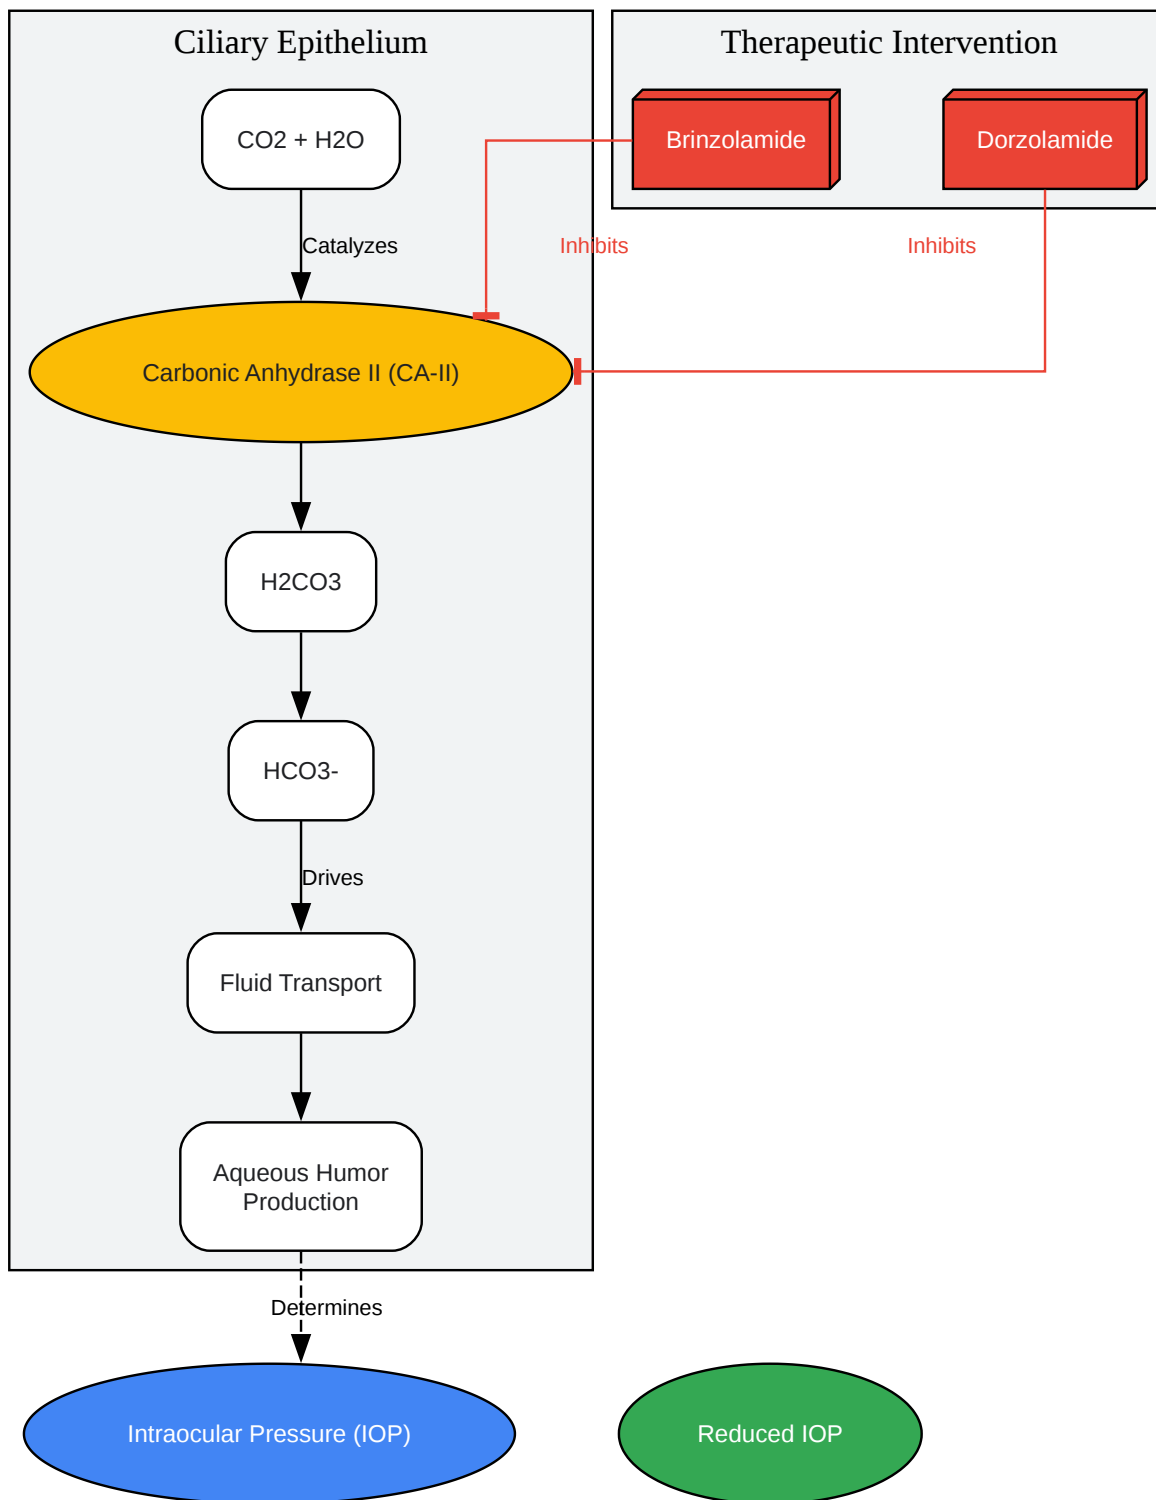 Ciliary Epithelium
Therapeutic Intervention
CO2 + H2O
Brinzolamide
Dorzolamide
Catalyzes
Inhibits
Inhibits
Carbonic Anhydrase II (CA-II)
H2CO3
HCO3-
Drives
Fluid Transport
Aqueous Humor
Production
Determines
Intraocular Pressure (IOP)
Reduced IOP